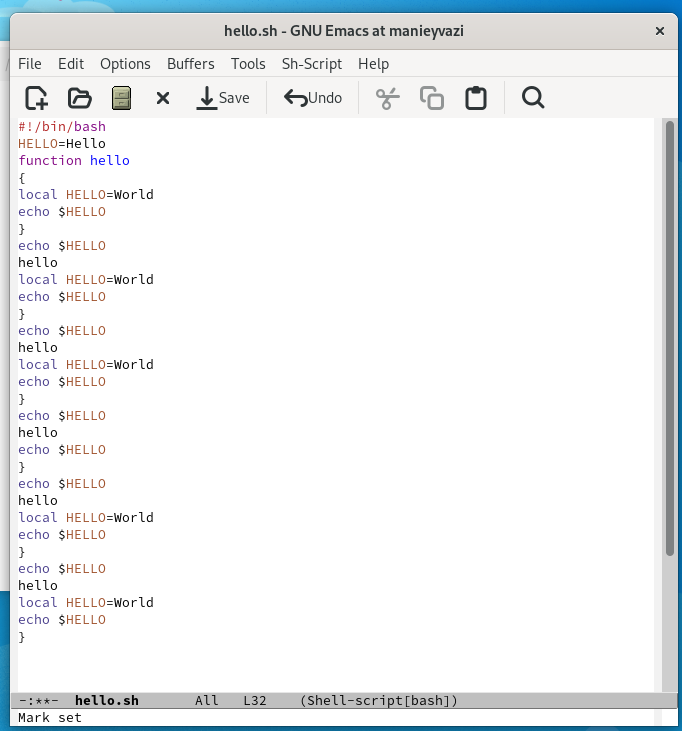 hello.sh - GNU Emacs at manieyvazi ×
File Edit Options Buffers Tools Sh-Script Help
Save Undo
#!/bin/bash
HELLO=Hello
function hello
{
local HELLO=World
echo $HELLO
}
echo $HELLO
hello
local HELLO=World
echo $HELLO
}
echo $HELLO
hello
local HELLO=World
echo $HELLO
}
echo $HELLO
hello
echo $HELLO
}
echo $HELLO
hello
local HELLO=World
echo $HELLO
}
echo $HELLO
hello
local HELLO=World
echo $HELLO
}
-:**- hello.sh All L32 (Shell-script[bash])
Mark set